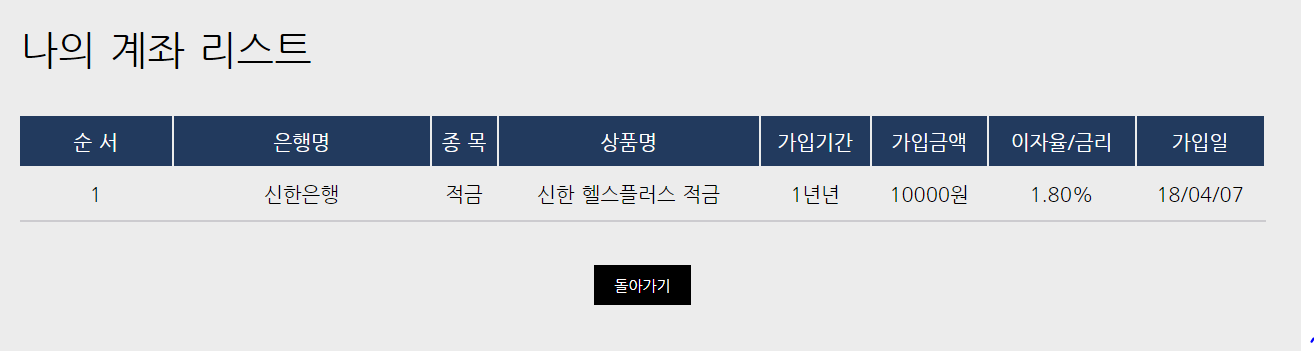 나의 계좌 리스트
순 서 은행명 종 목 상품명 가입기간 가입금액 이자율/금리 가입일
1 신한은행 적금 신한 헬스플러스 적금 1년년 10000원 1.80% 18/04/07
돌아가기